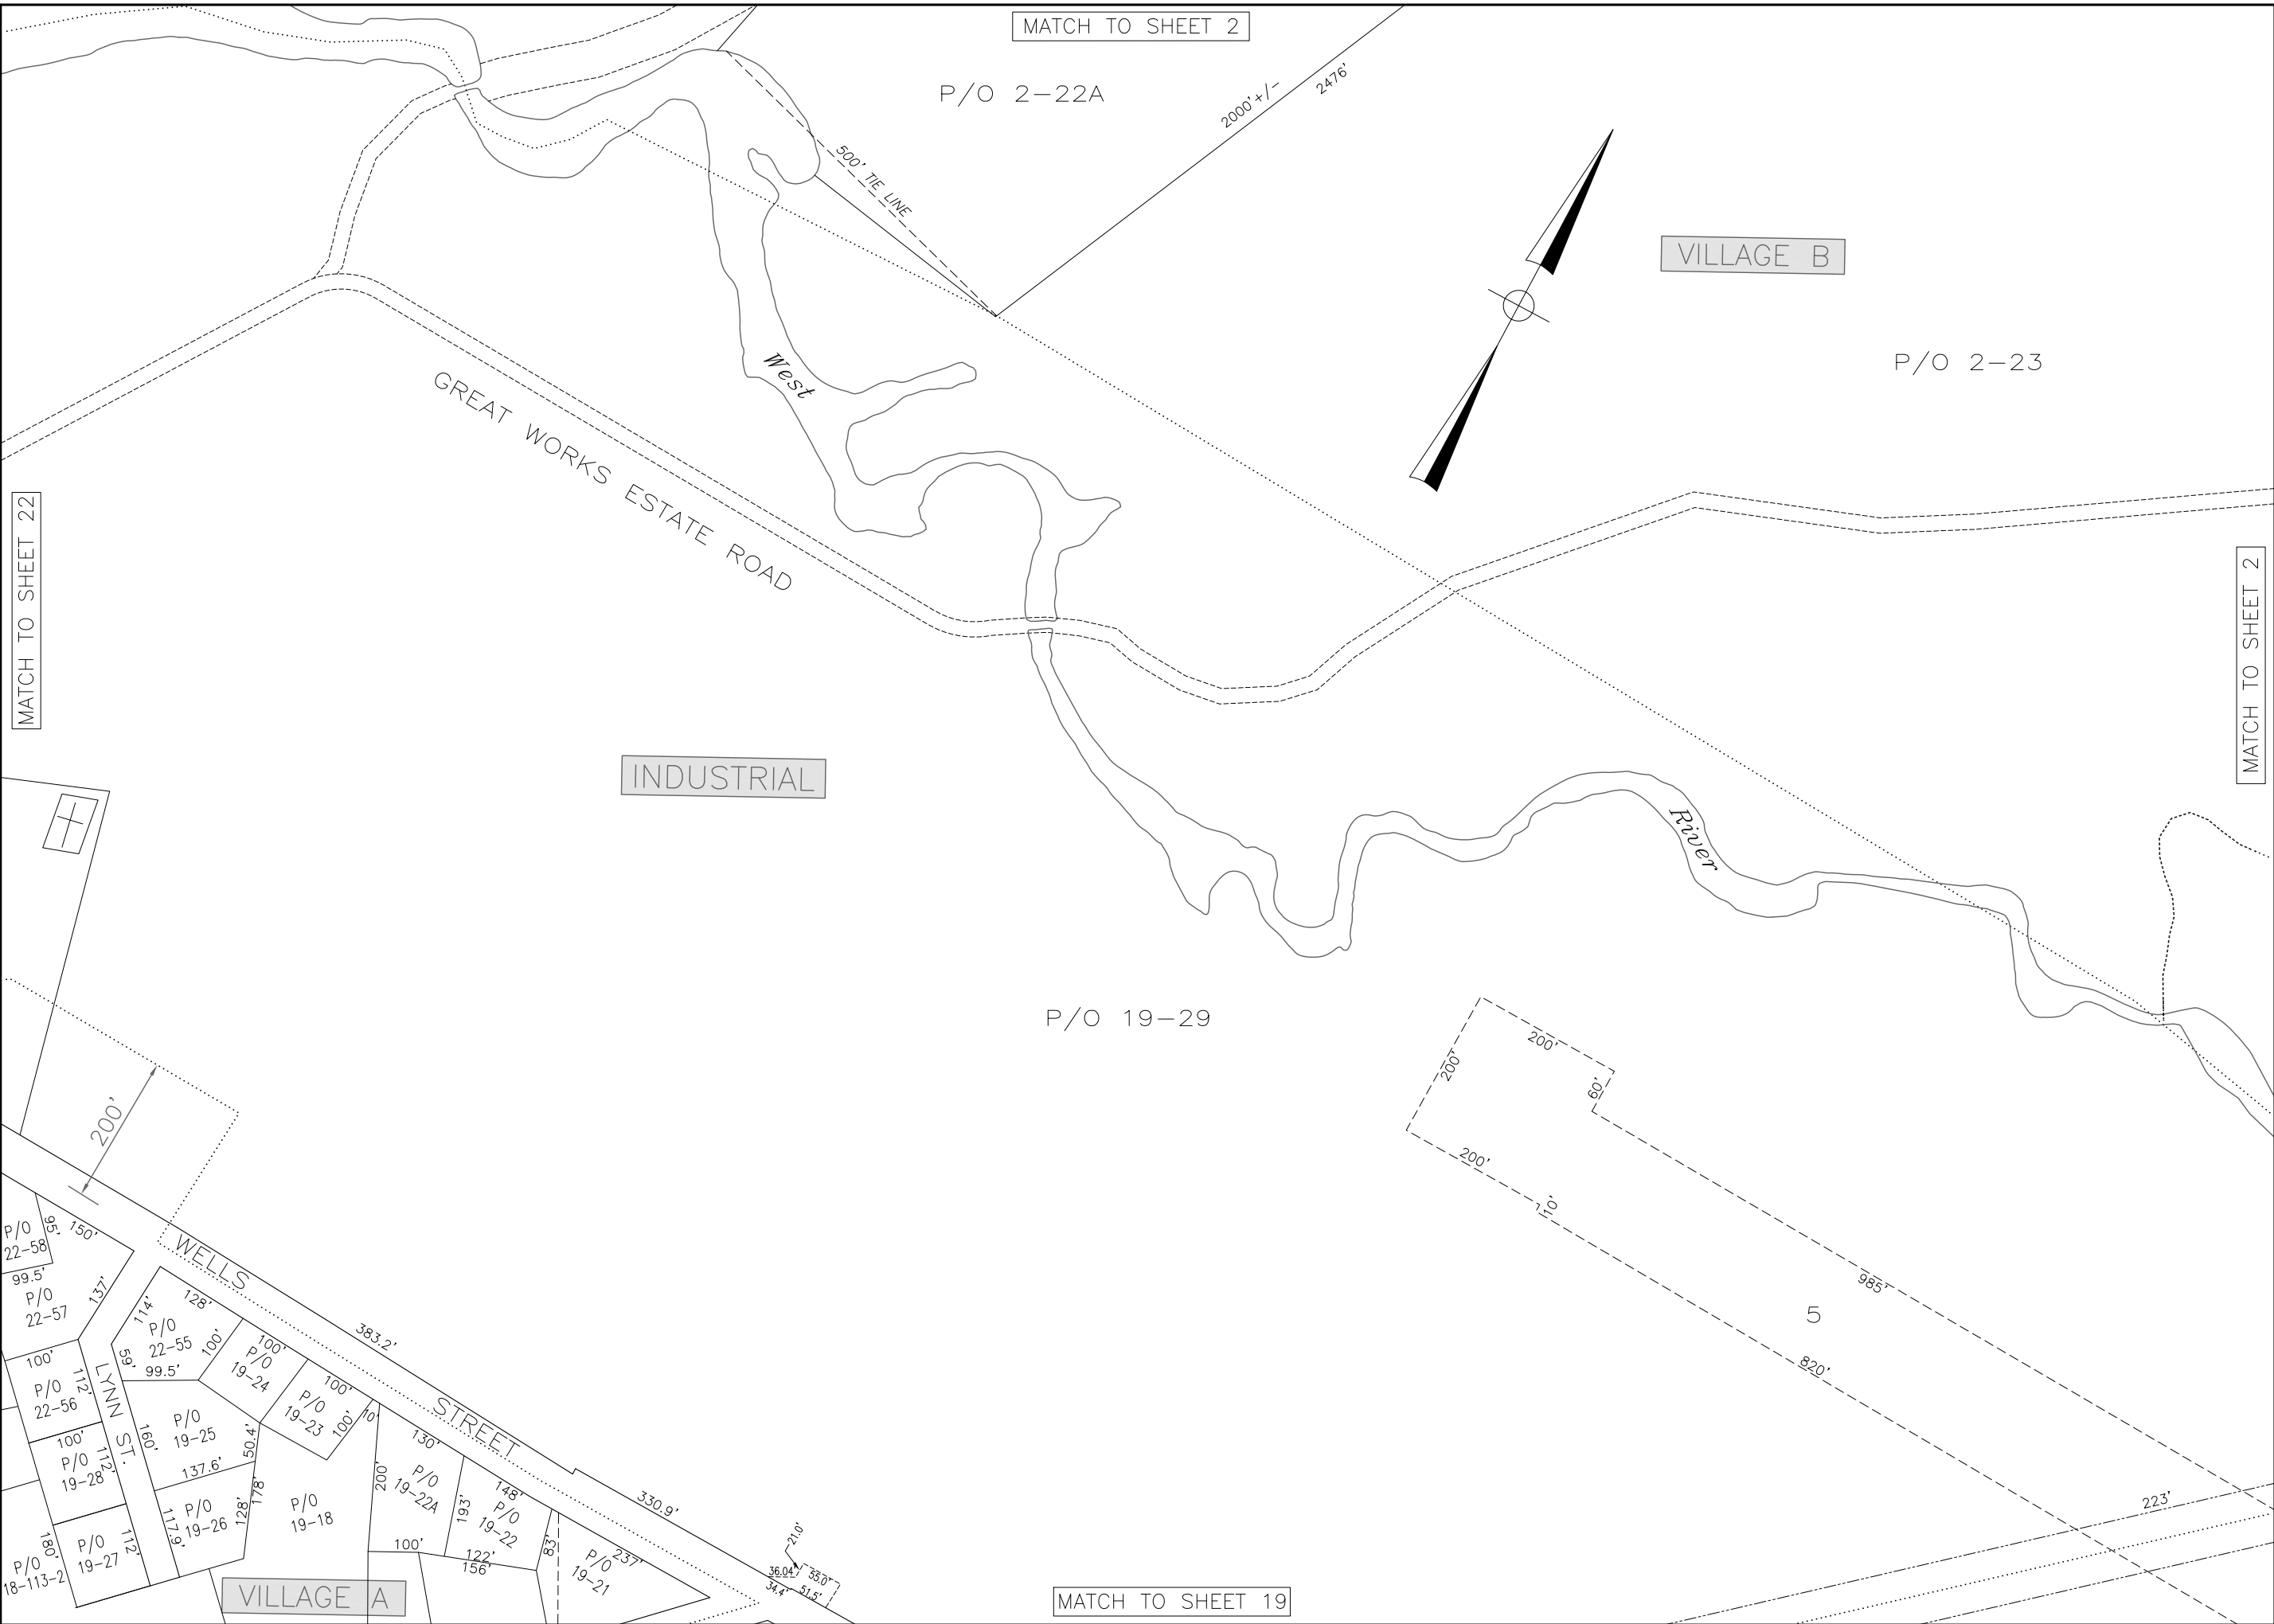 MATCH TO SHEET 2
P/O 2-22A
2000'+/-
2476'
500' TIE LINE
VILLAGE B
P/O 2-23
West
GREAT WORKS ESTATE ROAD
MATCH TO SHEET 22
MATCH TO SHEET 2
INDUSTRIAL
River
P/O 19-29
200'
200'
60'
200'
10'
985'
5
820'
223'
200'
WELLS
STREET
383.2'
330.9'
P/O
22-58
95'
150'
99.5'
P/O
22-57
137'
114'
128'
P/O
22-55
100'
59'
99.5'
100'
P/O
19-24
100'
P/O
19-23
100'
10'
100'
P/O
22-56
112'
LYNN ST.
P/O
19-25
160'
50.4'
137.6'
100'
P/O
19-28
112'
P/O
19-26
117.9'
128'
178'
P/O
19-18
200'
130'
P/O
19-22A
193'
148'
P/O
19-22
83'
100'
122'
156'
P/O
19-21
237'
21.0'
36.04'
55.0'
34.4'
51.5'
180'
P/O
19-27
112'
P/O
18-113-2
VILLAGE A
MATCH TO SHEET 19